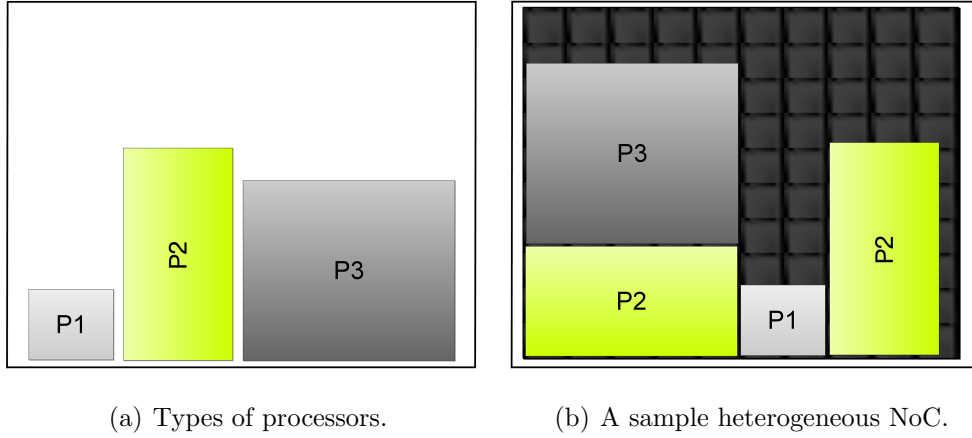 P1
P2
P3
P3
P2
P1
P2
(a) Types of processors.
(b) A sample heterogeneous NoC.